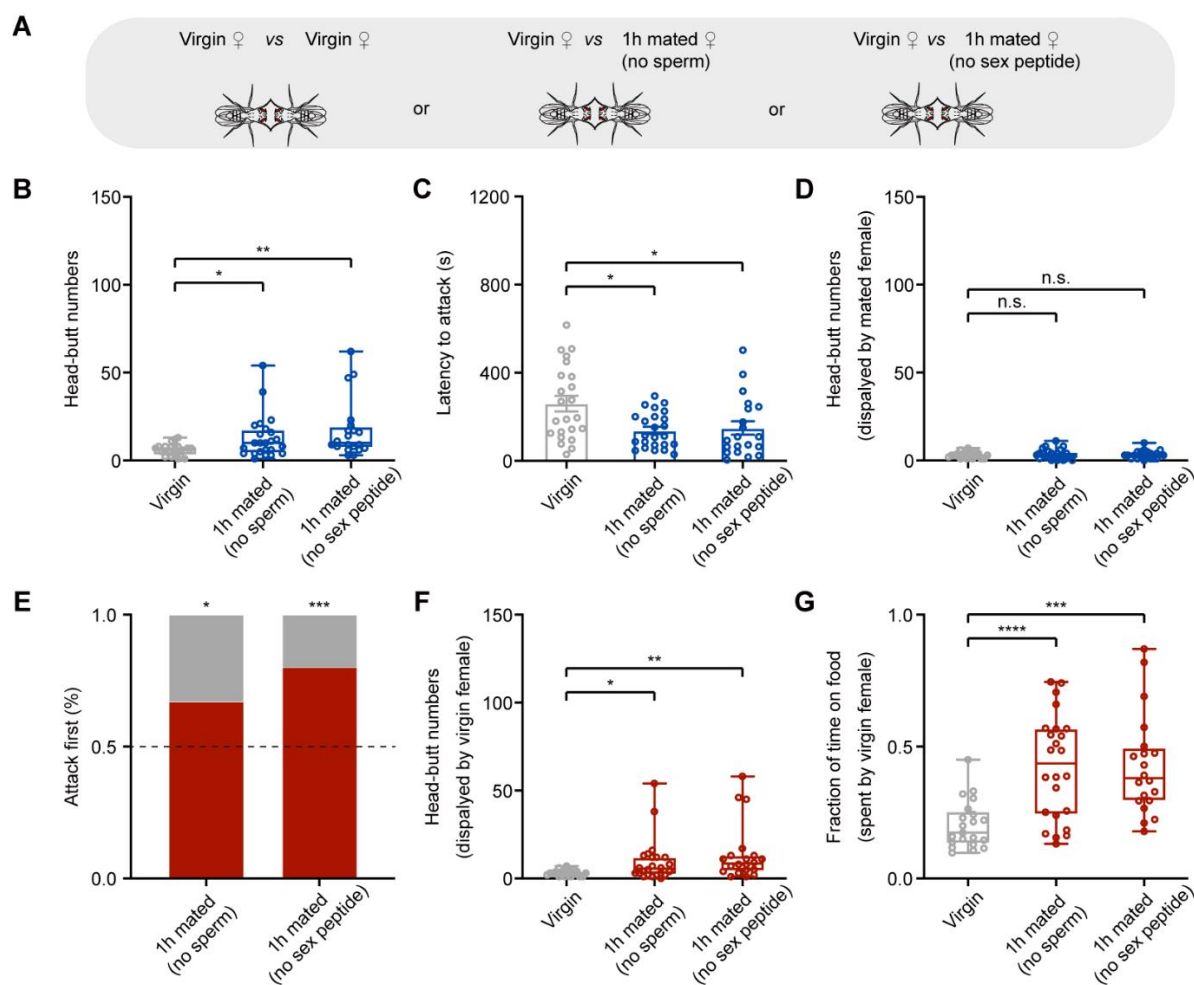 A
Virgin ♀ vs Virgin ♀
Virgin ♀ vs 1h mated ♀
(no sperm)
Virgin ♀ vs 1h mated ♀
(no sex peptide)
or
or
B
Head-butt numbers
150
100
50
0
**
*
Virgin
1h mated
(no sperm)
1h mated
(no sex peptide)
C
Latency to attack (s)
1200
800
400
0
*
*
Virgin
1h mated
(no sperm)
1h mated
(no sex peptide)
D
Head-butt numbers
(dispalyed by mated female)
150
100
50
0
n.s.
n.s.
Virgin
1h mated
(no sperm)
1h mated
(no sex peptide)
E
Attack first (%)
1.0
0.5
0.0
*
***
1h mated
(no sperm)
1h mated
(no sex peptide)
F
Head-butt numbers
(dispalyed by virgin female)
150
100
50
0
**
*
Virgin
1h mated
(no sperm)
1h mated
(no sex peptide)
G
Fraction of time on food
(spent by virgin female)
1.0
0.5
0.0
***
****
Virgin
1h mated
(no sperm)
1h mated
(no sex peptide)